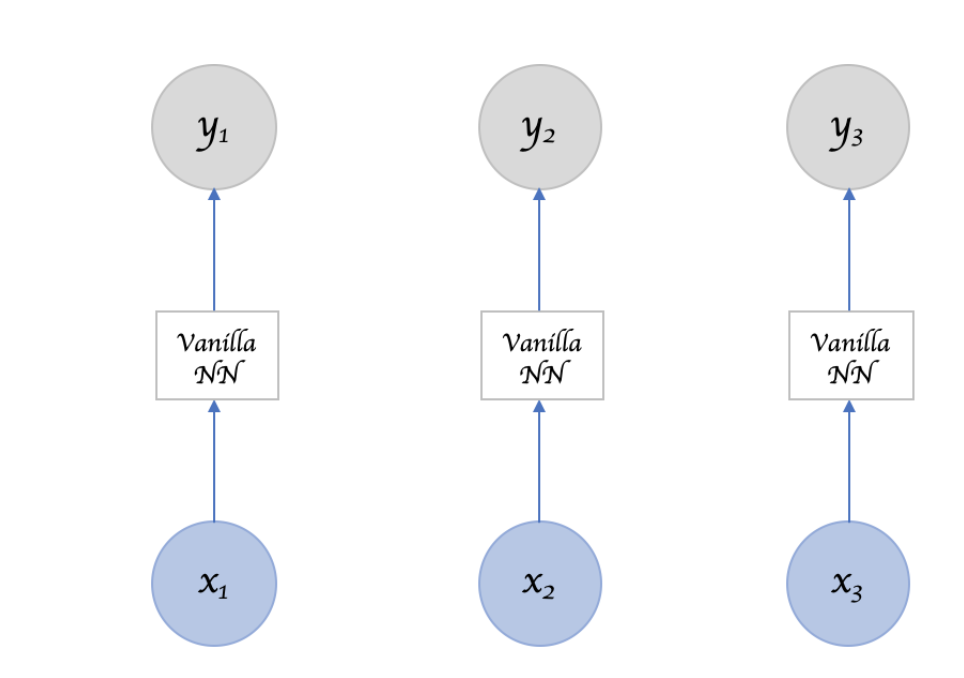 y₁ y₂ y₃
Vanilla Vanilla Vanilla
NN NN NN
x₁ x₂ x₃